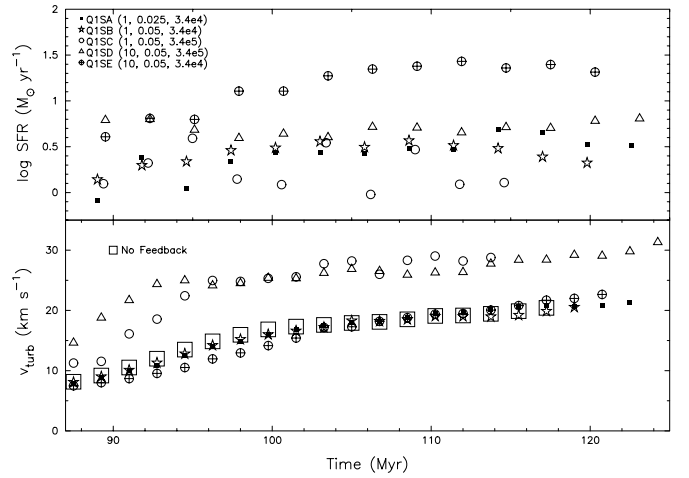 Q1SA (1, 0.025, 3.4e4)
Q1SB (1, 0.05, 3.4e4)
Q1SC (1, 0.05, 3.4e5)
Q1SD (10, 0.05, 3.4e5)
Q1SE (10, 0.05, 3.4e4)
log SFR (M⊙ yr⁻¹)
2
1.5
1
0.5
0
No Feedback
v_turb (km s⁻¹)
30
20
10
0
90 100 110 120
Time (Myr)